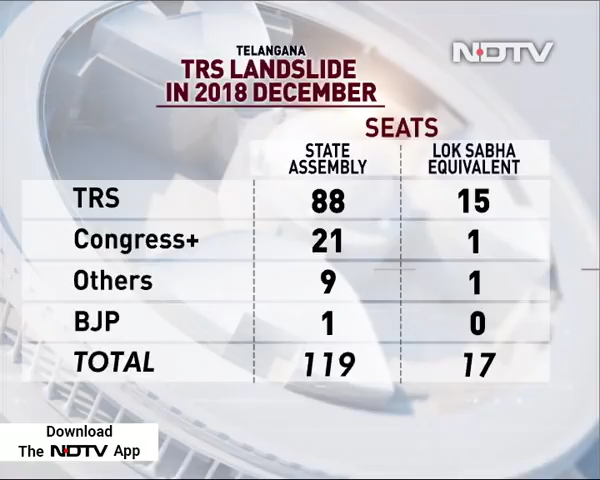 TELANGANA
TRS LANDSLIDE
IN 2018 DECEMBER
NDTV
SEATS
STATE ASSEMBLY LOK SABHA EQUIVALENT
TRS 88 15
Congress+ 21 1
Others 9 1
BJP 1 0
TOTAL 119 17
Download
The NDTV App